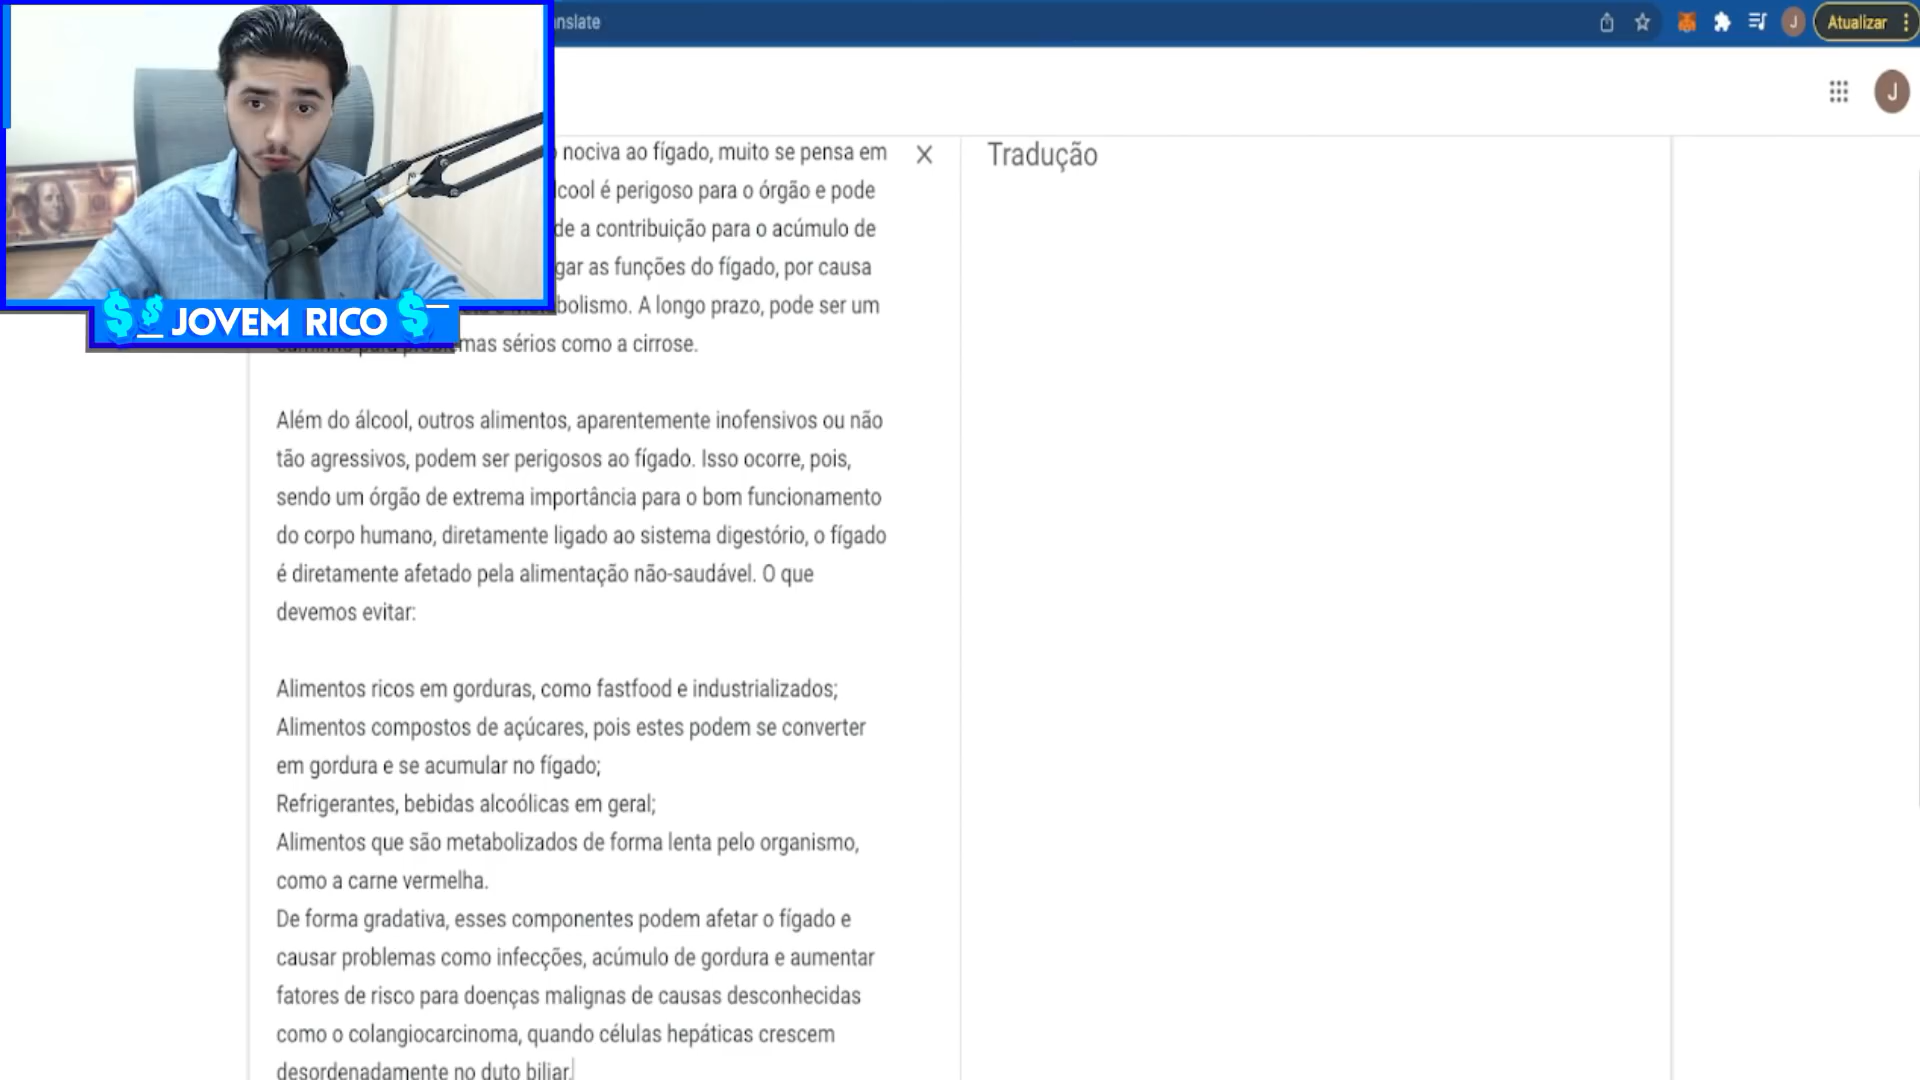 nslate
Atualizar
J
J
nociva ao fígado, muito se pensa em
Tradução
cool é perigoso para o órgão e pode
de a contribuição para o acúmulo de
gar as funções do fígado, por causa
bolismo. A longo prazo, pode ser um
JOVEM RICO
mas sérios como a cirrose.
Além do álcool, outros alimentos, aparentemente inofensivos ou não
tão agressivos, podem ser perigosos ao fígado. Isso ocorre, pois,
sendo um órgão de extrema importância para o bom funcionamento
do corpo humano, diretamente ligado ao sistema digestório, o fígado
é diretamente afetado pela alimentação não-saudável. O que
devemos evitar:
Alimentos ricos em gorduras, como fastfood e industrializados;
Alimentos compostos de açúcares, pois estes podem se converter
em gordura e se acumular no fígado;
Refrigerantes, bebidas alcoólicas em geral;
Alimentos que são metabolizados de forma lenta pelo organismo,
como a carne vermelha.
De forma gradativa, esses componentes podem afetar o fígado e
causar problemas como infecções, acúmulo de gordura e aumentar
fatores de risco para doenças malignas de causas desconhecidas
como o colangiocarcinoma, quando células hepáticas crescem
desordenadamente no duto biliar.